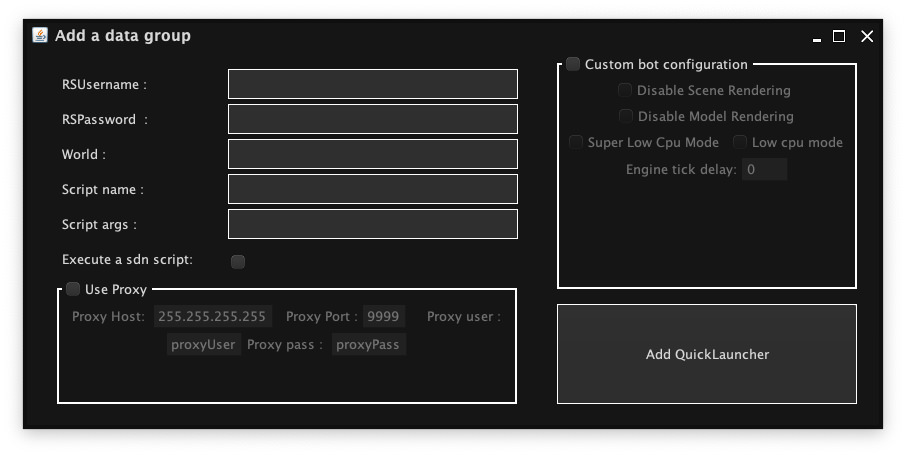 Add a data group
RSUsername :
RSPassword :
World :
Script name :
Script args :
Execute a sdn script:
Use Proxy
Proxy Host: 255.255.255.255 Proxy Port : 9999 Proxy user :
proxyUser Proxy pass : proxyPass
Custom bot configuration
Disable Scene Rendering
Disable Model Rendering
Super Low Cpu Mode Low cpu mode
Engine tick delay: 0
Add QuickLauncher